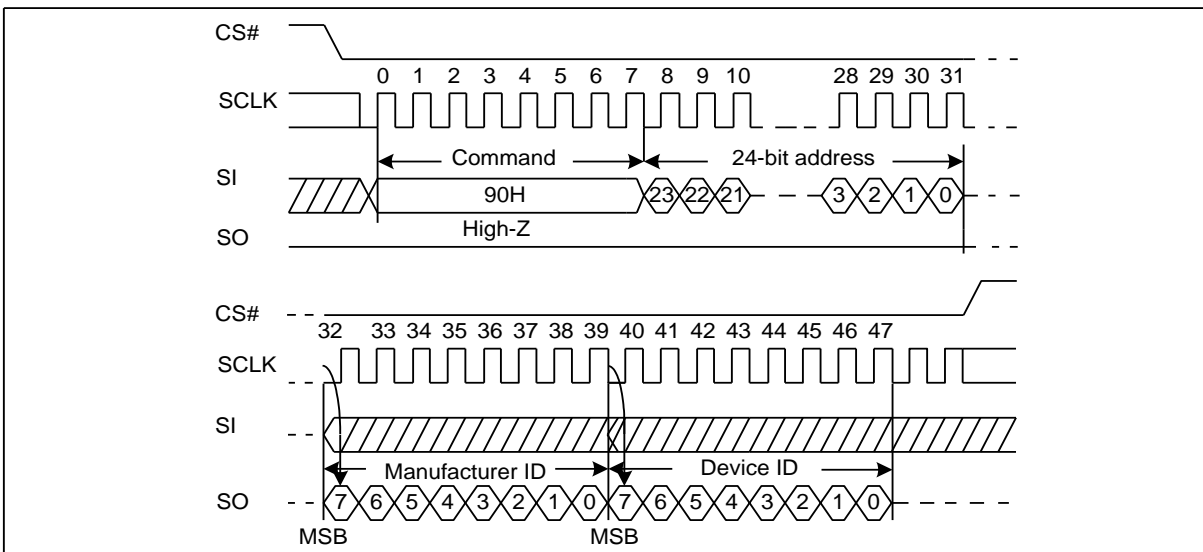 CS#
0 1 2 3 4 5 6 7 8 9 10 28 29 30 31
SCLK
Command 24-bit address
SI
90H 23 22 21 3 2 1 0
High-Z
SO
CS#
32 33 34 35 36 37 38 39 40 41 42 43 44 45 46 47
SCLK
SI
Manufacturer ID Device ID
SO 7 6 5 4 3 2 1 0 7 6 5 4 3 2 1 0
MSB MSB